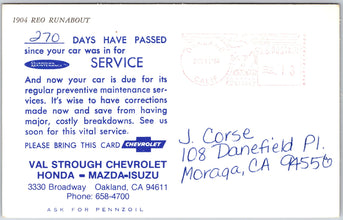 1904 REO RUNABOUT
270 DAYS HAVE PASSED
since your car was in for
SERVICE
And now your car is due for its
regular preventive maintenance ser-
vices. It's wise to have corrections
made now and save from having
major, costly breakdowns. See us
soon for this vital service.
PLEASE BRING THIS CARD CHEVROLET
VAL STROUGH CHEVROLET
HONDA – MAZDA–ISUZU
3330 Broadway Oakland, CA 94611
Phone: 658-4700
ASK FOR PENNZOIL
J. Corse
108 Danefield Pl.
Moraga, CA 94556